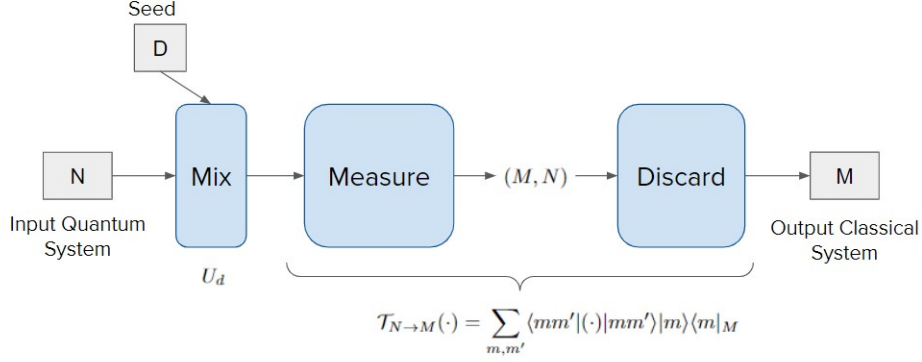 Seed
D
N
Mix
Measure
(M, N)
Discard
M
Input Quantum
System
Output Classical
System
U_d
𝒯_{N→M}(·) = ∑_{m,m′} ⟨mm′|(·)|mm′⟩|m⟩⟨m|_M